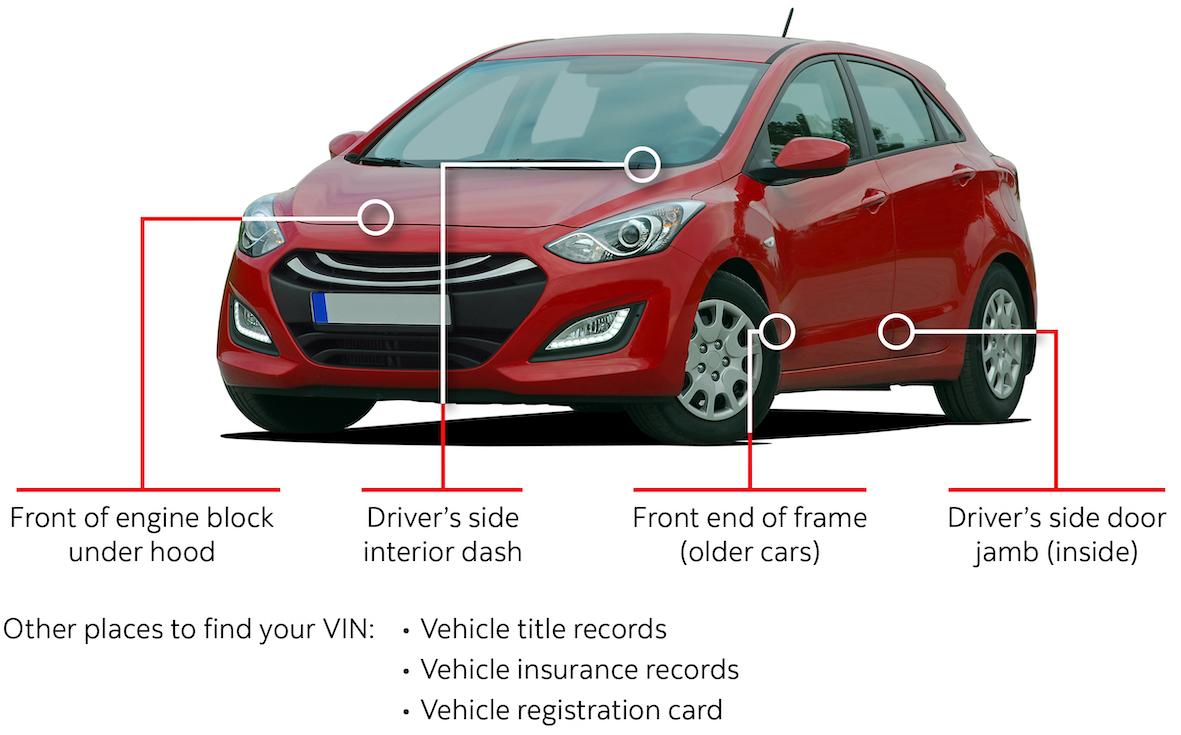 Front of engine block
under hood
Driver’s side
interior dash
Front end of frame
(older cars)
Driver’s side door
jamb (inside)
Other places to find your VIN:
• Vehicle title records
• Vehicle insurance records
• Vehicle registration card